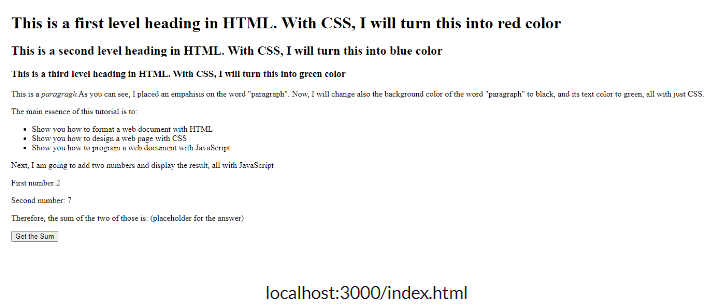 This is a first level heading in HTML. With CSS, I will turn this into red color
This is a second level heading in HTML. With CSS, I will turn this into blue color
This is a third level heading in HTML. With CSS, I will turn this into green color
This is a paragragh As you can see, I placed an empahisis on the word "paragraph". Now, I will change also the background color of the word "paragraph" to black, and its text color to green, all with just CSS.
The main essence of this tutorial is to:
Show you how to format a web document with HTML
Show you how to design a web page with CSS
Show you how to program a web document with JavaScript
Next, I am going to add two numbers and display the result, all with JavaScript
First number:2
Second number: 7
Therefore, the sum of the two of those is: (placeholder for the answer)
Get the Sum
localhost:3000/index.html